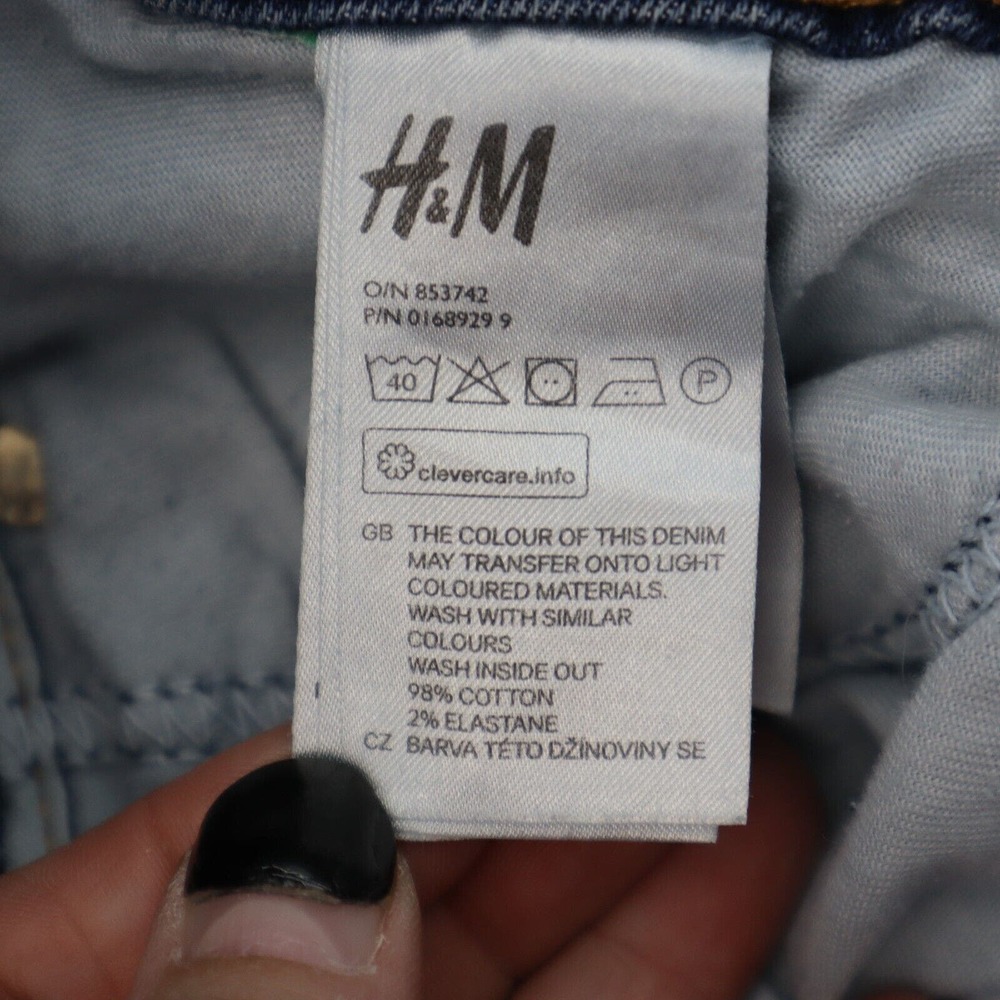 H&M
O/N 853742
P/N 0168929 9
40 P
clevercare.info
GB THE COLOUR OF THIS DENIM
MAY TRANSFER ONTO LIGHT
COLOURED MATERIALS.
WASH WITH SIMILAR
COLOURS
WASH INSIDE OUT
98% COTTON
2% ELASTANE
CZ BARVA TÉTO DŽÍNOVINY SE